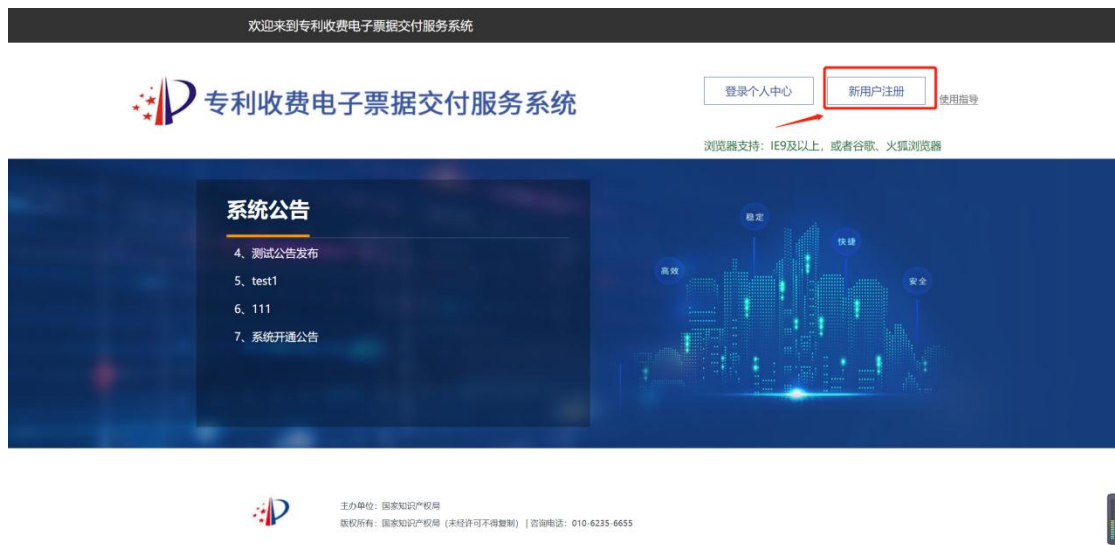 欢迎来到专利收费电子票据交付服务系统
专利收费电子票据交付服务系统
登录个人中心
新用户注册
使用指导
浏览器支持：IE9及以上，或者谷歌、火狐浏览器
系统公告
4、测试公告发布
5、test1
6、111
7、系统开通公告
稳定
快捷
高效
安全
主办单位：国家知识产权局
版权所有：国家知识产权局（未经许可不得复制）| 咨询电话：010-6235-6655